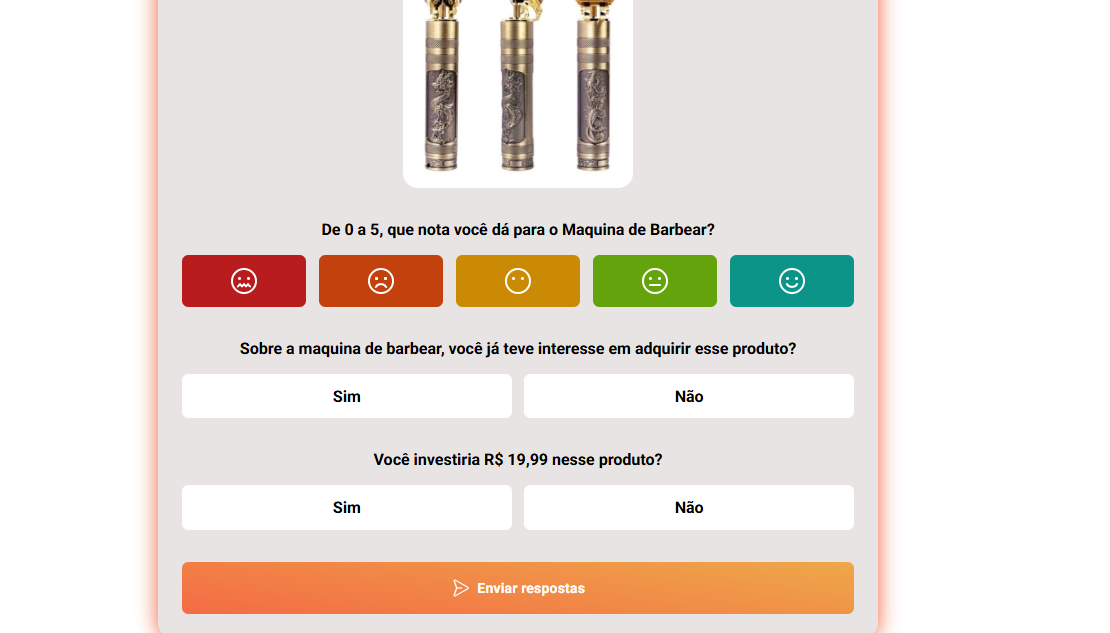 De 0 a 5, que nota você dá para o Maquina de Barbear?
Sobre a maquina de barbear, você já teve interesse em adquirir esse produto?
Sim
Não
Você investiria R$ 19,99 nesse produto?
Sim
Não
Enviar respostas